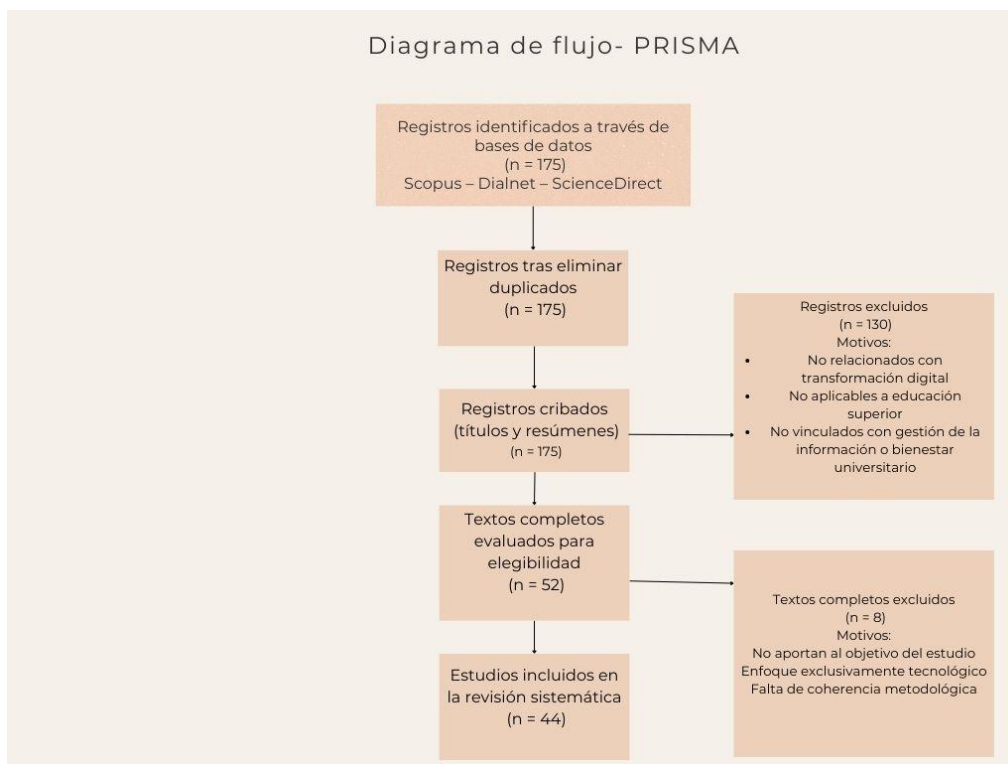 Diagrama de flujo- PRISMA
Registros identificados a través de
bases de datos
(n = 175)
Scopus – Dialnet – ScienceDirect
Registros tras eliminar
duplicados
(n = 175)
Registros cribados
(títulos y resúmenes)
(n = 175)
Registros excluidos
(n = 130)
Motivos:
• No relacionados con
transformación digital
• No aplicables a educación
superior
• No vinculados con gestión de la
información o bienestar
universitario
Textos completos
evaluados para
elegibilidad
(n = 52)
Textos completos excluidos
(n = 8)
Motivos:
No aportan al objetivo del estudio
Enfoque exclusivamente tecnológico
Falta de coherencia metodológica
Estudios incluidos en
la revisión sistemática
(n = 44)